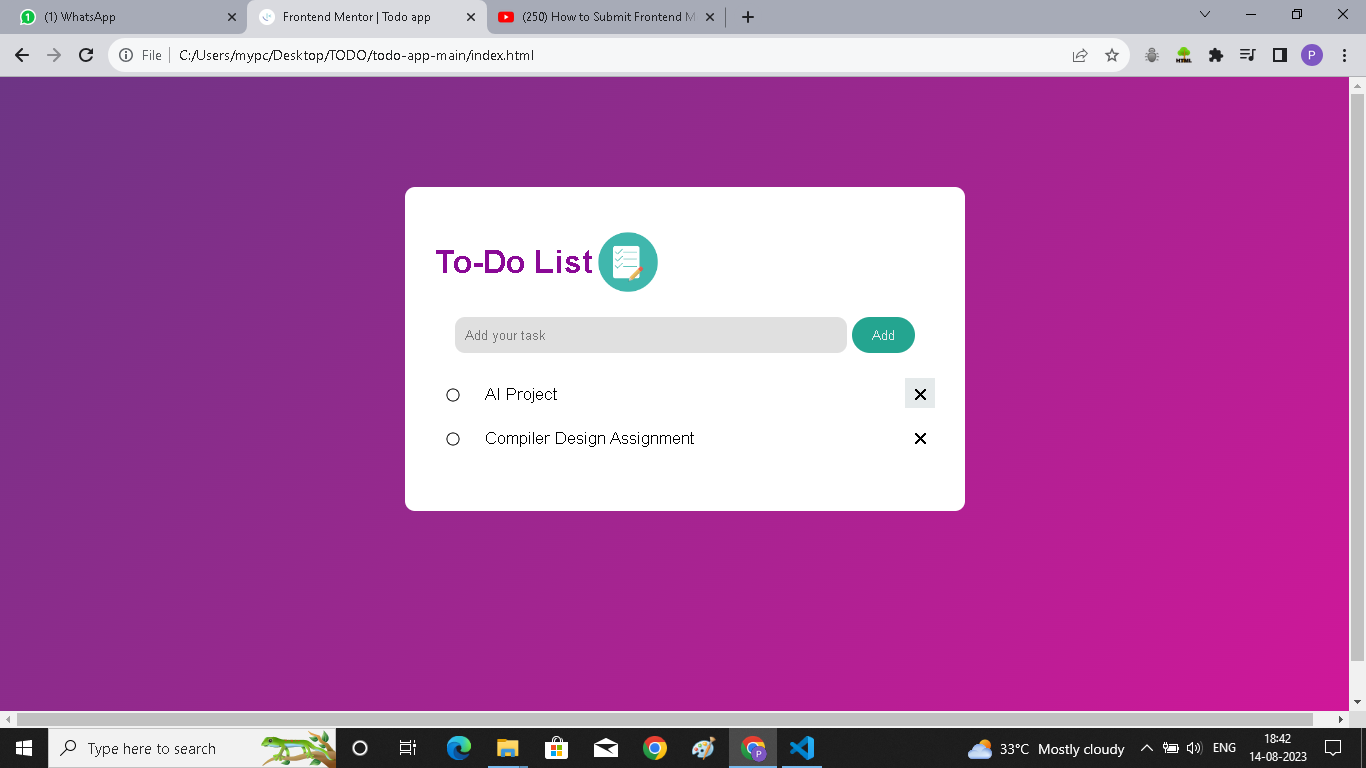 (1) WhatsApp
Frontend Mentor | Todo app
(250) How to Submit Frontend M
File
C:/Users/mypc/Desktop/TODO/todo-app-main/index.html
HTML
P
To-Do List
Add your task
Add
AI Project
Compiler Design Assignment
Type here to search
P
33°C Mostly cloudy
ENG
18:42
14-08-2023